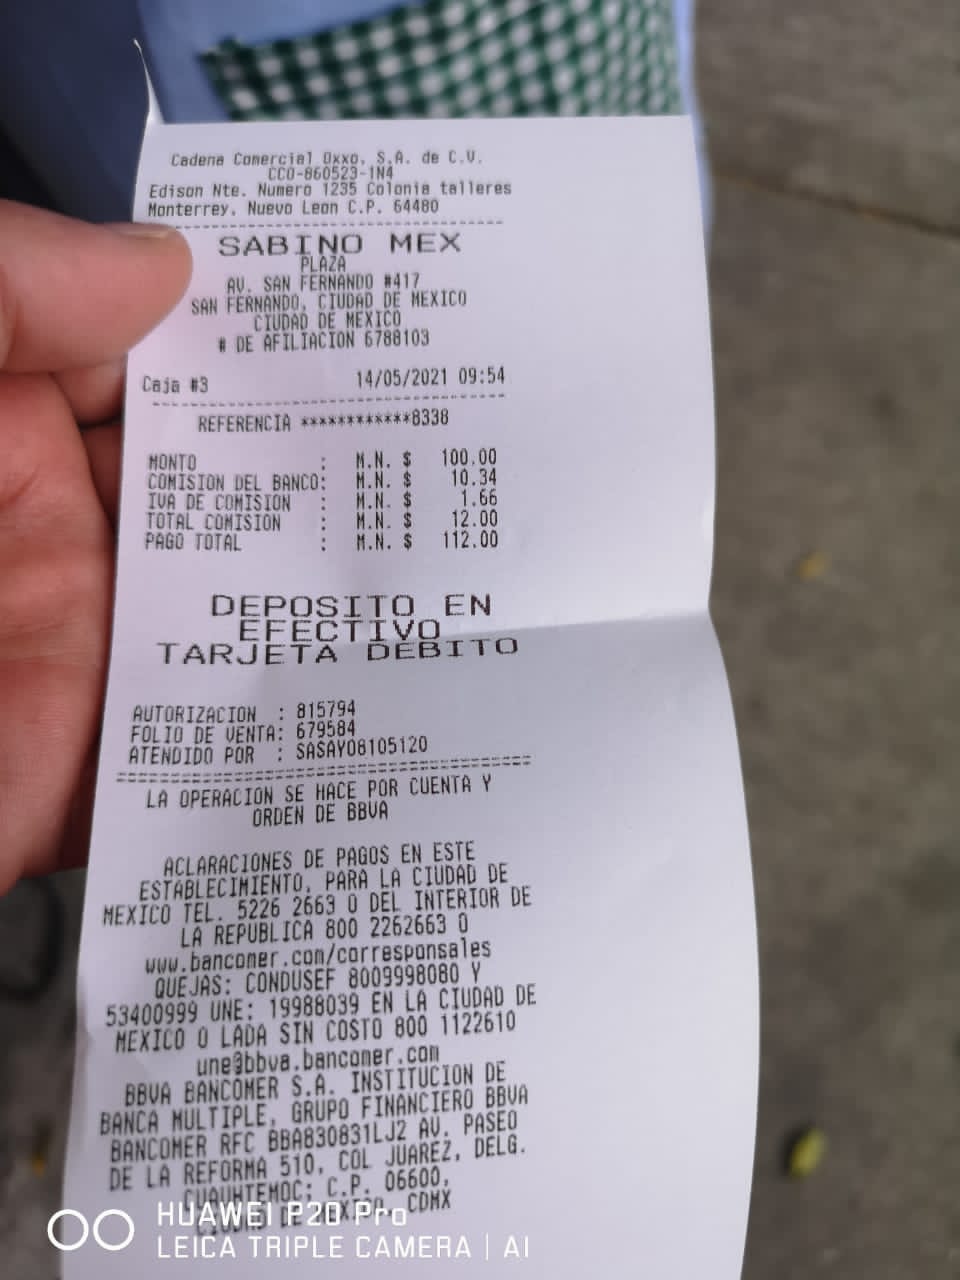 Cadena Comercial Oxxo, S.A. de C.V.
CCO-860523-1N4
Edison Nte. Numero 1235 Colonia talleres
Monterrey, Nuevo Leon C.P. 64480
SABINO MEX
PLAZA
AV. SAN FERNANDO #417
SAN FERNANDO, CIUDAD DE MEXICO
CIUDAD DE MEXICO
# DE AFILIACION 6788103
Caja #3 14/05/2021 09:54
REFERENCIA ************8338
MONTO : M.N. $ 100.00
COMISION DEL BANCO: M.N. $ 10.34
IVA DE COMISION : M.N. $ 1.66
TOTAL COMISION : M.N. $ 12.00
PAGO TOTAL : M.N. $ 112.00
DEPOSITO EN
EFECTIVO
TARJETA DEBITO
AUTORIZACION : 815794
FOLIO DE VENTA: 679584
ATENDIDO POR : SASAY08105120
LA OPERACION SE HACE POR CUENTA Y
ORDEN DE BBVA
ACLARACIONES DE PAGOS EN ESTE
ESTABLECIMIENTO, PARA LA CIUDAD DE
MEXICO TEL. 5226 2663 O DEL INTERIOR DE
LA REPUBLICA 800 2262663 O
www.bancomer.com/corresponsales
QUEJAS: CONDUSEF 8009998080 Y
53400999 UNE: 19988039 EN LA CIUDAD DE
MEXICO O LADA SIN COSTO 800 1122610
une@bbva.bancomer.com
BBVA BANCOMER S.A. INSTITUCION DE
BANCA MULTIPLE, GRUPO FINANCIERO BBVA
BANCOMER RFC BBA830831LJ2 AV. PASEO
DE LA REFORMA 510, COL JUAREZ, DELG.
CUAUHTEMOC; C.P. 06600,
CIUDAD DE MEXICO, CDMX
HUAWEI P20 Pro
LEICA TRIPLE CAMERA | AI